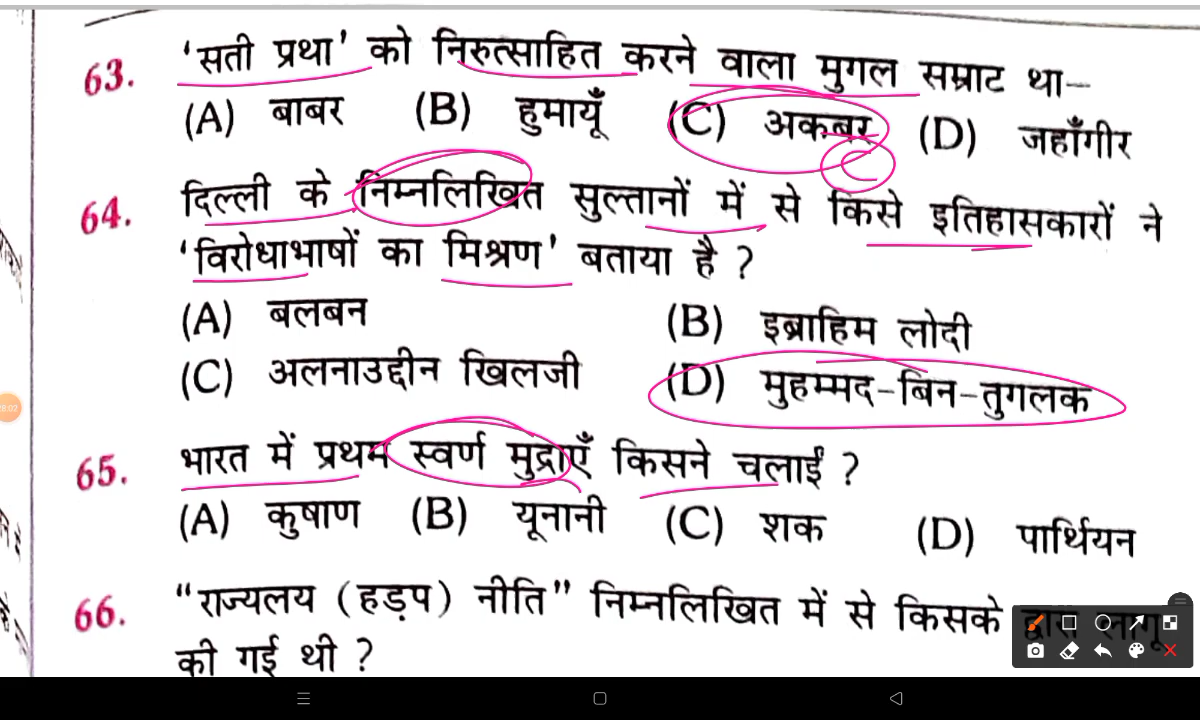 63. 'सती प्रथा' को निरुत्साहित करने वाला मुगल सम्राट था—
(A) बाबर (B) हुमायूँ (C) अकबर (D) जहाँगीर
C
64. दिल्ली के निम्नलिखित सुल्तानों में से किसे इतिहासकारों ने
'विरोधाभाषों का मिश्रण' बताया है ?
(A) बलबन (B) इब्राहिम लोदी
(C) अलनाउद्दीन खिलजी (D) मुहम्मद-बिन-तुगलक
65. भारत में प्रथम स्वर्ण मुद्राएँ किसने चलाईं ?
(A) कुषाण (B) यूनानी (C) शक (D) पार्थियन
66. "राज्यलय (हड़प) नीति" निम्नलिखित में से किसके द्वारा लागू
की गई थी ?